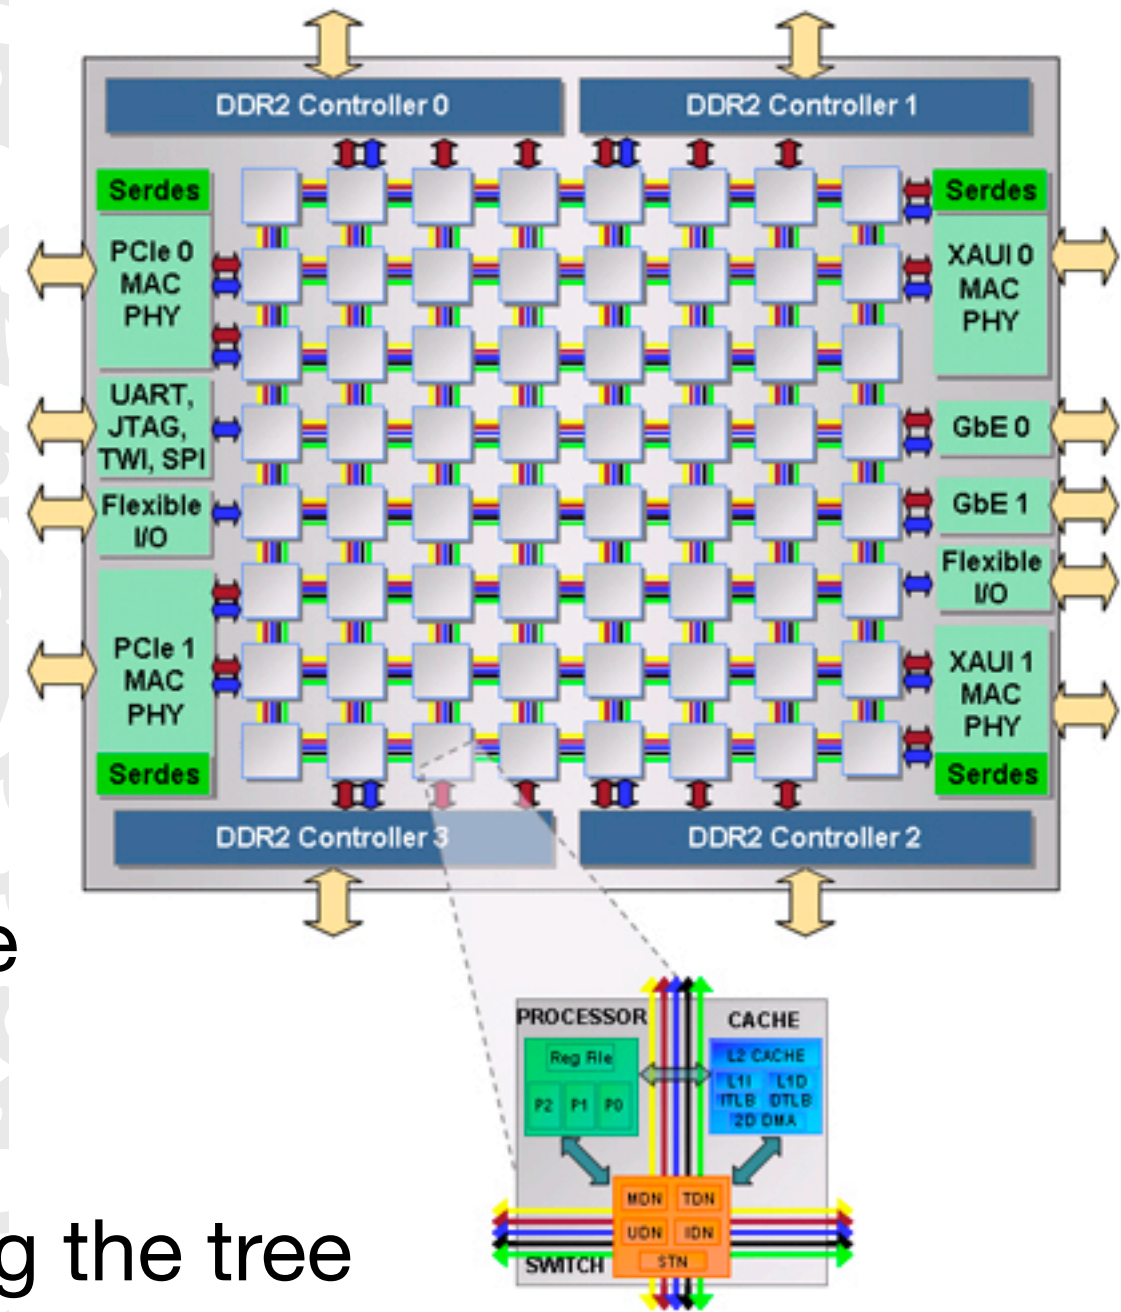 DDR2 Controller 0
DDR2 Controller 1
Serdes
PCIe 0
MAC
PHY
UART,
JTAG,
TWI, SPI
Flexible
I/O
PCIe 1
MAC
PHY
Serdes
Serdes
XAUI 0
MAC
PHY
GbE 0
GbE 1
Flexible
I/O
XAUI 1
MAC
PHY
Serdes
DDR2 Controller 3
DDR2 Controller 2
e
PROCESSOR
Reg File
P2 P1 P0
CACHE
L2 CACHE
L1I L1D
ITLB DTLB
2D DMA
MDN TDN
UDN IDN
STN
SWITCH
g the tree